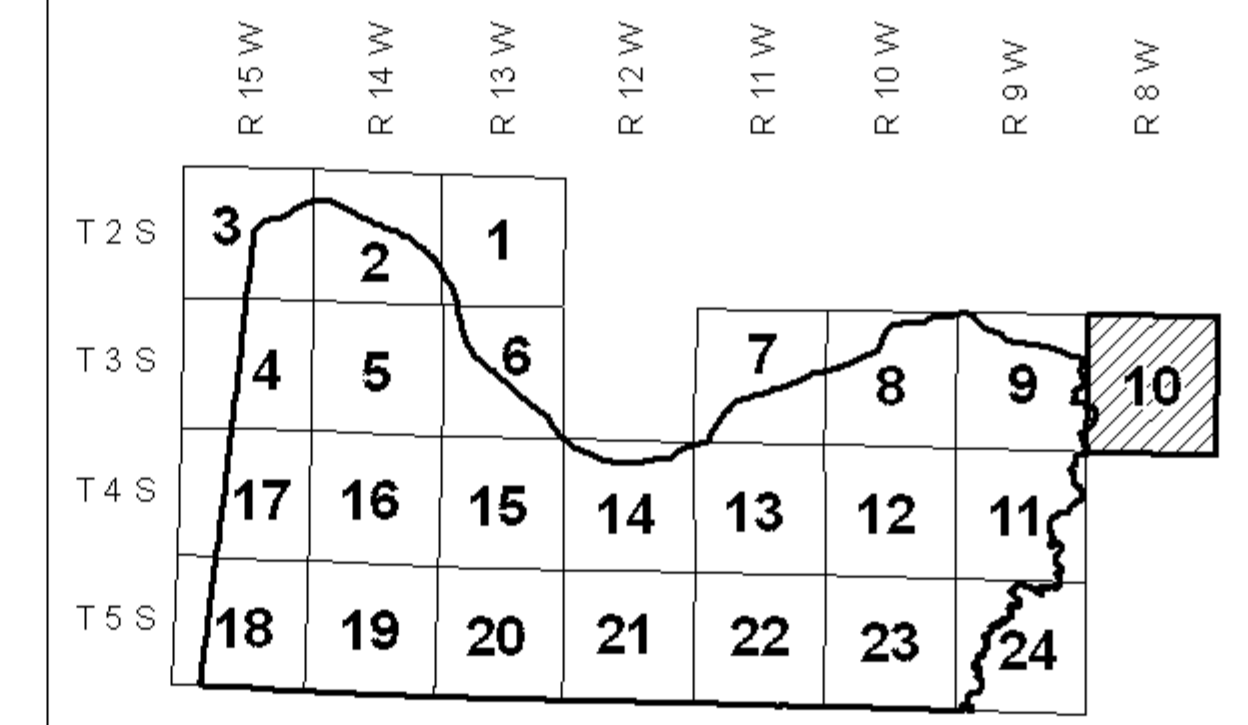 R 15 W R 14 W R 13 W R 12 W R 11 W R 10 W R 9 W R 8 W
T 2 S 3 2 1
T 3 S 4 5 6 7 8 9 10
T 4 S 17 16 15 14 13 12 11
T 5 S 18 19 20 21 22 23 24